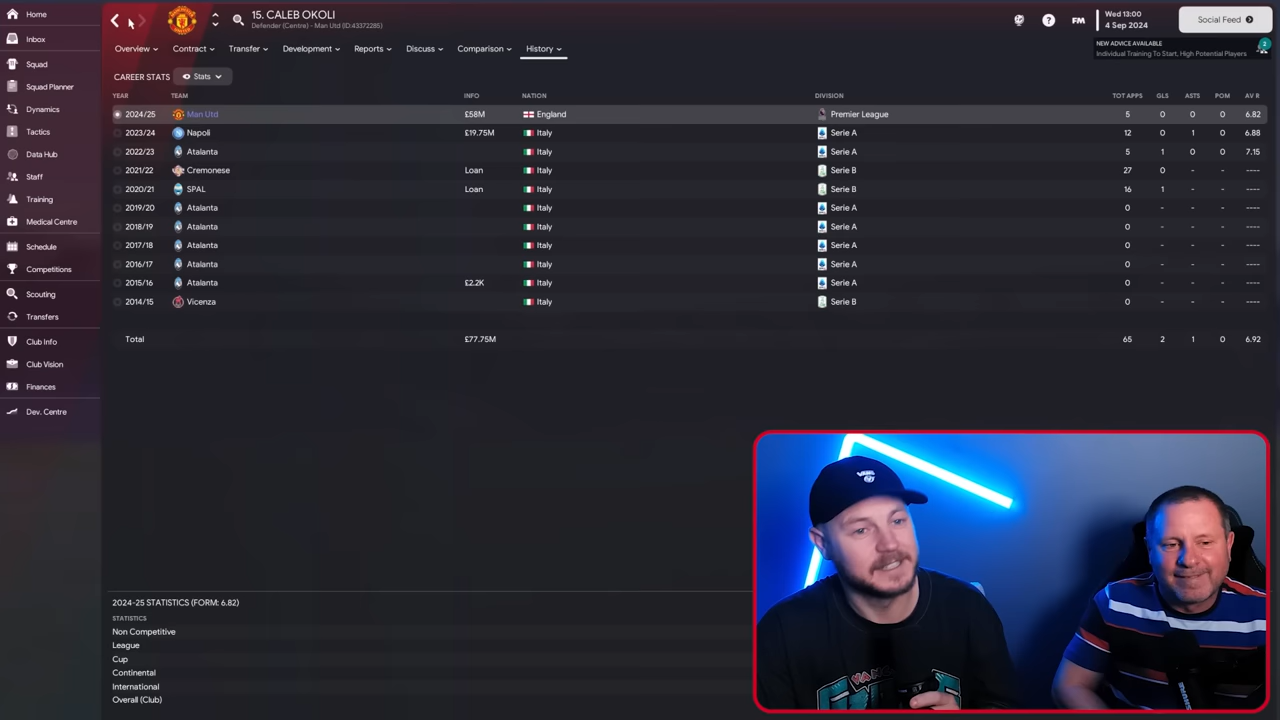 Home
Inbox
Squad
Squad Planner
Dynamics
Tactics
Data Hub
Staff
Training
Medical Centre
Schedule
Competitions
Scouting
Transfers
Club Info
Club Vision
Finances
Dev. Centre
15. CALEB OKOLI
Defender (Centre) - Man Utd (ID:43372285)
FM
Wed 13:00
4 Sep 2024
Social Feed
Overview Contract Transfer Development Reports Discuss Comparison History
NEW ADVICE AVAILABLE
Individual Training To Start, High Potential Players
2
CAREER STATS Stats
YEAR TEAM INFO NATION DIVISION TOT APPS GLS ASTS POM AV R
2024/25 Man Utd £58M England Premier League 5 0 0 0 6.82
2023/24 Napoli £19.75M Italy Serie A 12 0 1 0 6.88
2022/23 Atalanta Italy Serie A 5 1 0 0 7.15
2021/22 Cremonese Loan Italy Serie B 27 0 - - ----
2020/21 SPAL Loan Italy Serie B 16 1 - - ----
2019/20 Atalanta Italy Serie A 0 - - - ----
2018/19 Atalanta Italy Serie A 0 - - - ----
2017/18 Atalanta Italy Serie A 0 - - - ----
2016/17 Atalanta Italy Serie A 0 - - - ----
2015/16 Atalanta £2.2K Italy Serie A 0 - - - ----
2014/15 Vicenza Italy Serie B 0 - - - ----
Total £77.75M 65 2 1 0 6.92
2024-25 STATISTICS (FORM: 6.82)
STATISTICS
Non Competitive
League
Cup
Continental
International
Overall (Club)